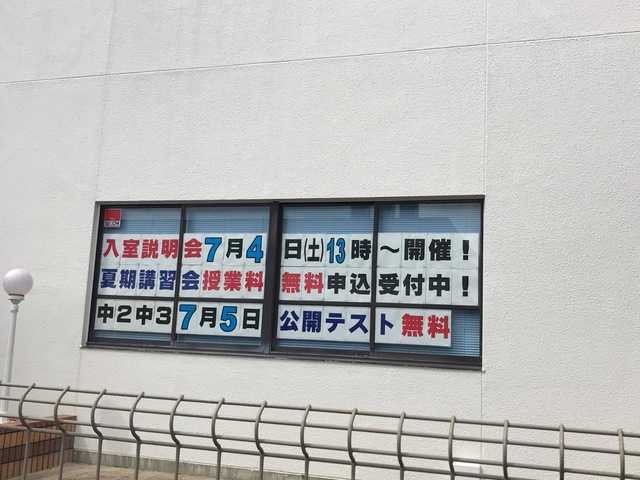 入室説明会7月4日(土)13時～開催！
夏期講習会授業料無料申込受付中！
中2中3 7月5日公開テスト無料